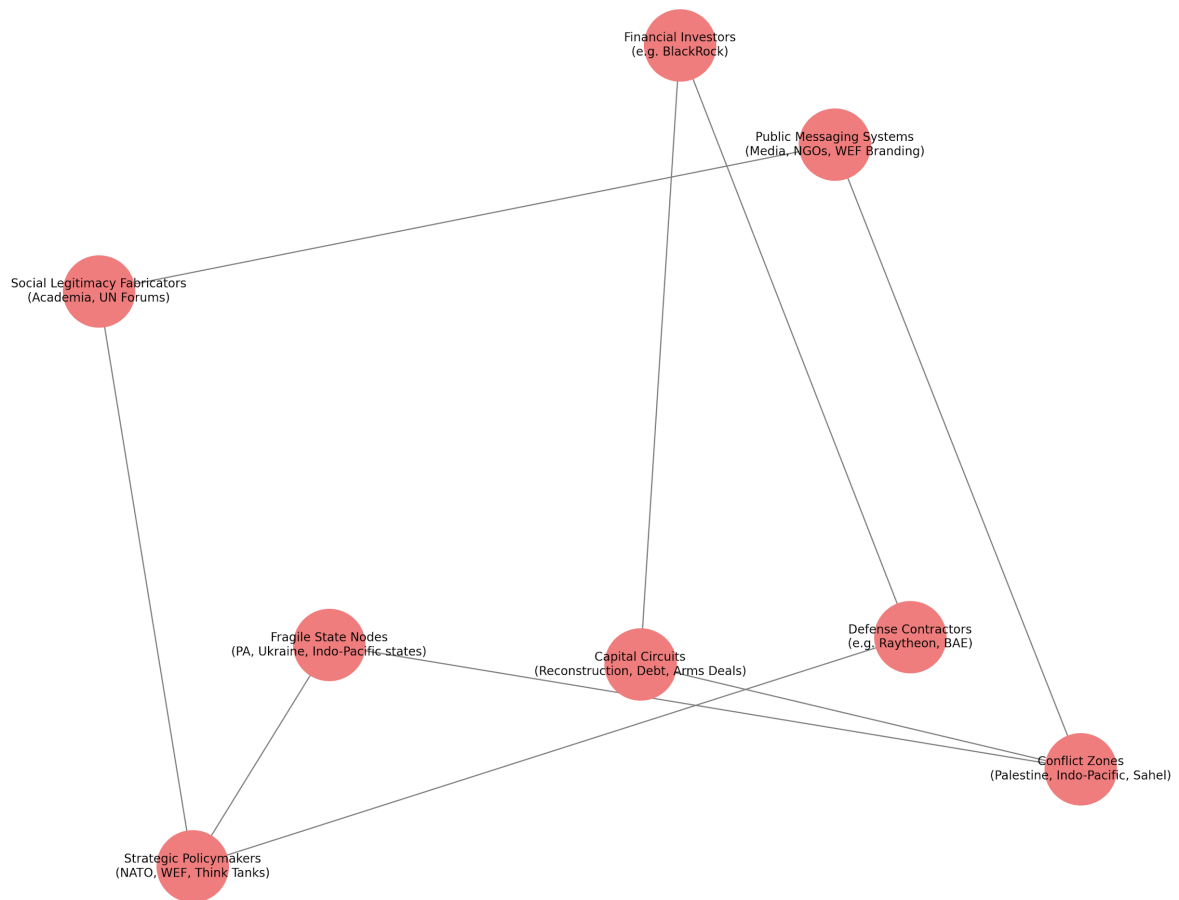 Financial Investors
(e.g. BlackRock)
Public Messaging Systems
(Media, NGOs, WEF Branding)
Social Legitimacy Fabricators
(Academia, UN Forums)
Fragile State Nodes
(PA, Ukraine, Indo-Pacific states)
Capital Circuits
(Reconstruction, Debt, Arms Deals)
Defense Contractors
(e.g. Raytheon, BAE)
Conflict Zones
(Palestine, Indo-Pacific, Sahel)
Strategic Policymakers
(NATO, WEF, Think Tanks)